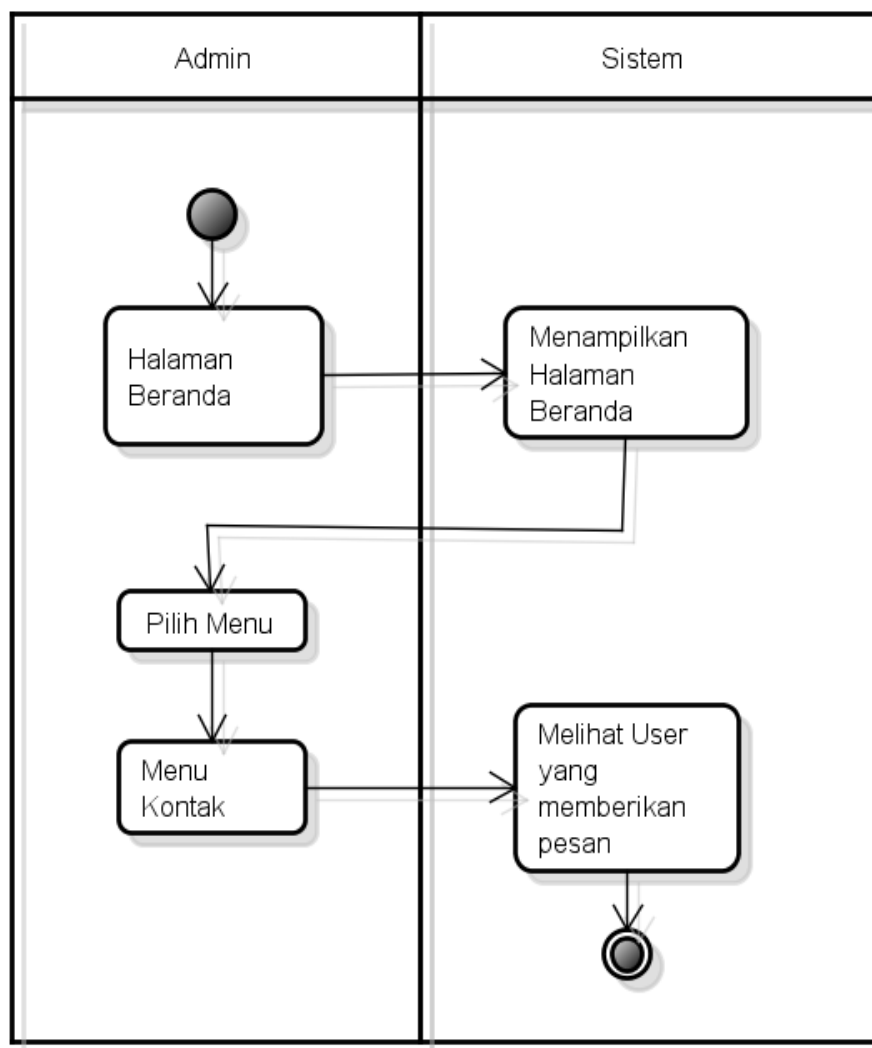 Admin
Sistem
Halaman
Beranda
Menampilkan
Halaman
Beranda
Pilih Menu
Menu
Kontak
Melihat User
yang
memberikan
pesan